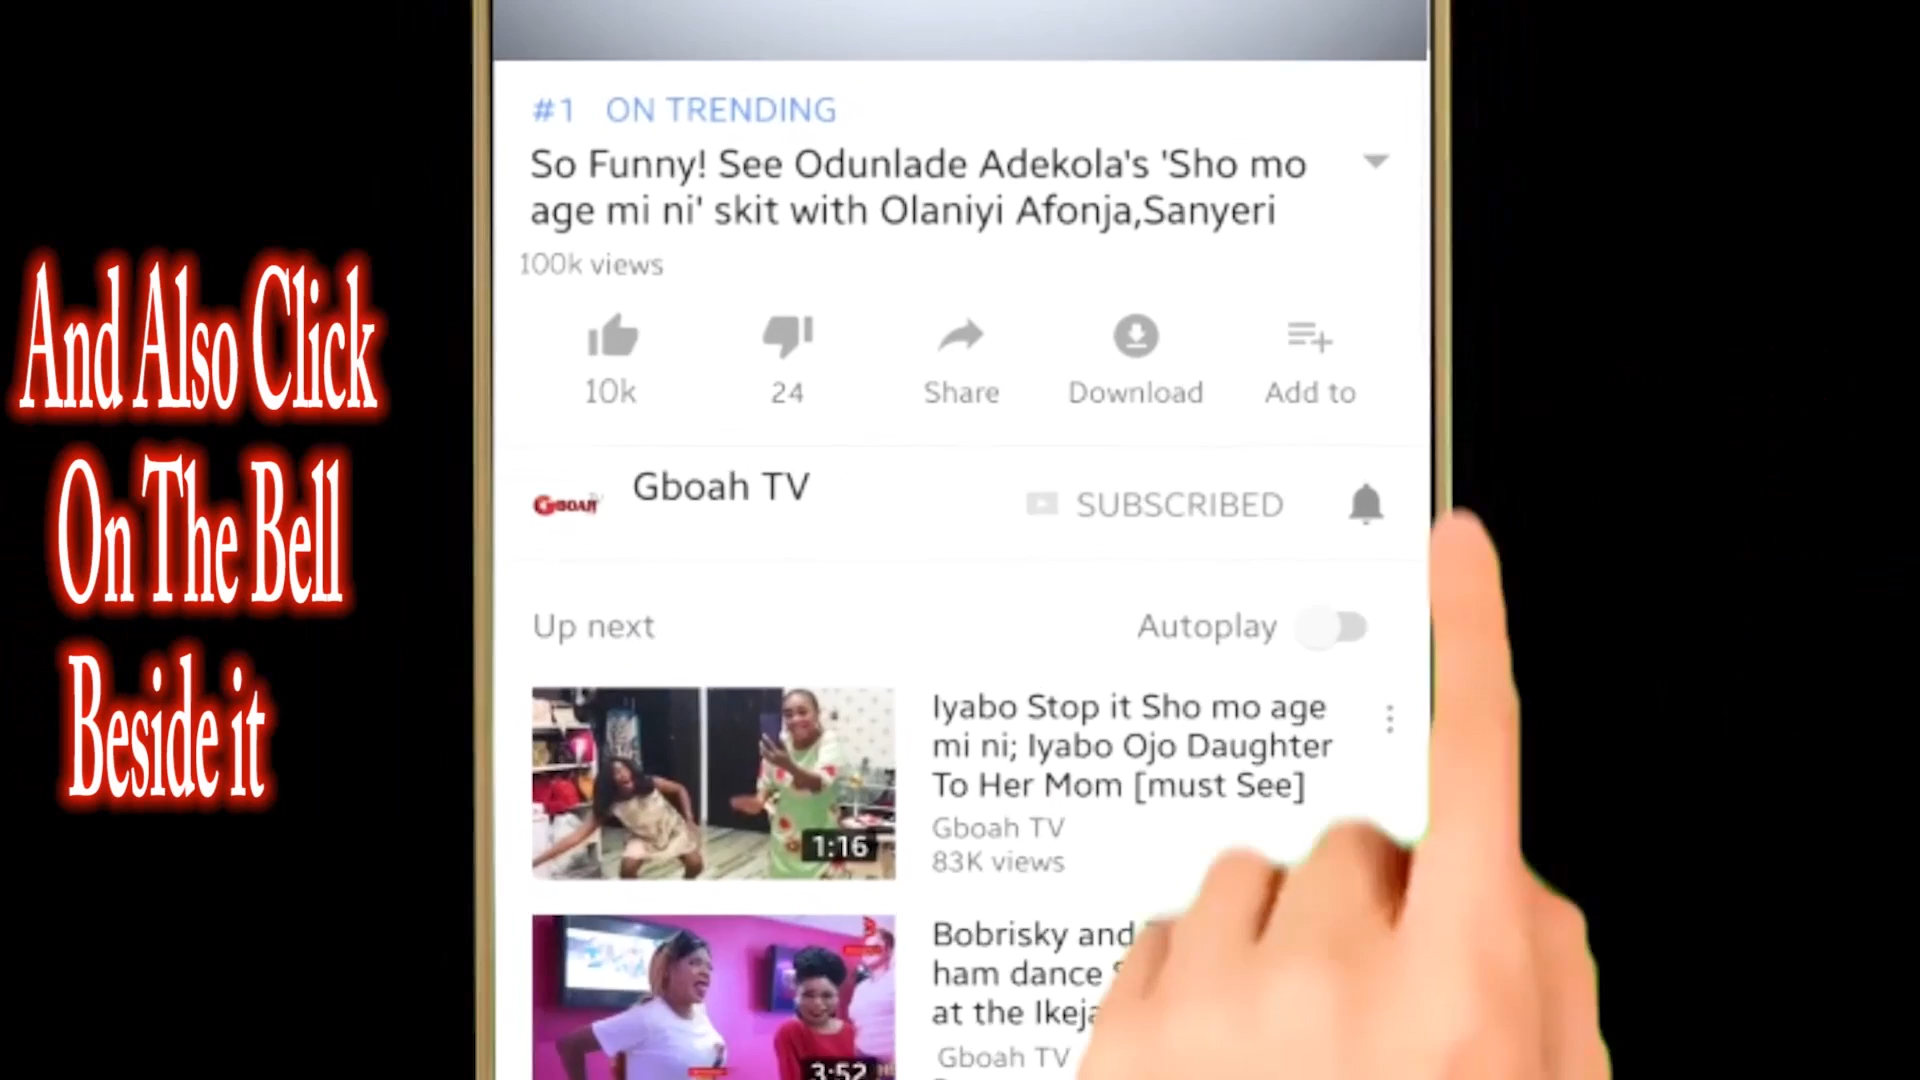 And Also Click
On The Bell
Beside it
#1 ON TRENDING
So Funny! See Odunlade Adekola's 'Sho mo
age mi ni' skit with Olaniyi Afonja,Sanyeri
100k views
10k
24
Share
Download
Add to
GBOAH TV
Gboah TV
SUBSCRIBED
Up next
Autoplay
Iyabo Stop it Sho mo age
mi ni; Iyabo Ojo Daughter
To Her Mom [must See]
Gboah TV
83K views
1:16
Bobrisky and
ham dance
at the Ikeja
Gboah TV
3:52